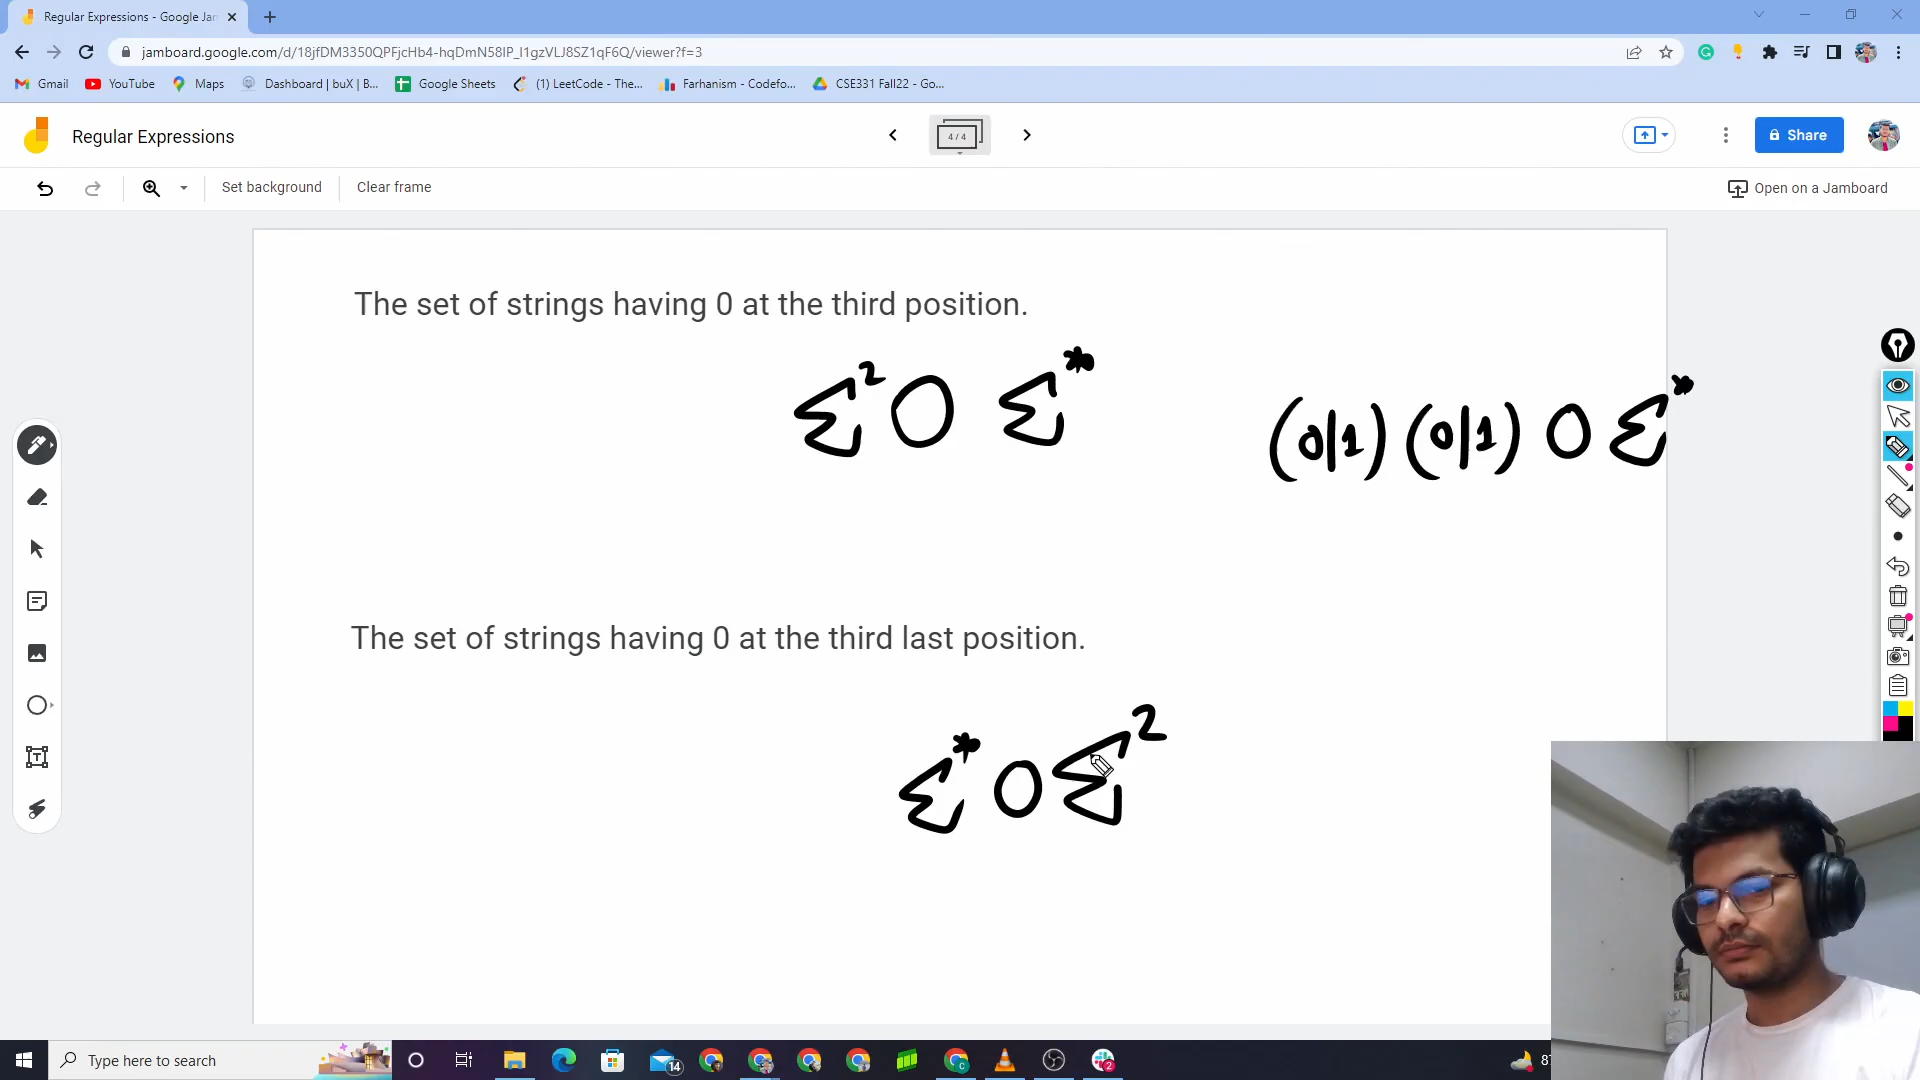 Regular Expressions - Google Jan
jamboard.google.com/d/18jfDM3350QPFjcHb4-hqDmN58IP_I1gzVLJ8SZ1qF6Q/viewer?f=3
Gmail YouTube Maps Dashboard | buX | B... Google Sheets (1) LeetCode - The... Farhanism - Codefo... CSE331 Fall22 - Go...
Regular Expressions
4 / 4
Share
Set background Clear frame
Open on a Jamboard
The set of strings having 0 at the third position.
Σ² 0 Σ*
(0|1) (0|1) 0 Σ*
The set of strings having 0 at the third last position.
Σ* 0 Σ²
Type here to search
14
2